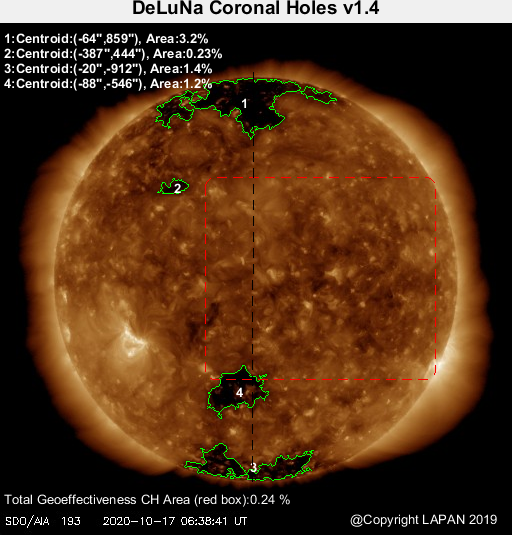 DeLuNa Coronal Holes v1.4
1:Centroid:(-64",859"), Area:3.2%
2:Centroid:(-387",444"), Area:0.23%
3:Centroid:(-20",-912"), Area:1.4%
4:Centroid:(-88",-546"), Area:1.2%
1
2
4
3
Total Geoeffectiveness CH Area (red box):0.24 %
SDO/AIA 193 2020-10-17 06:38:41 UT
@Copyright LAPAN 2019